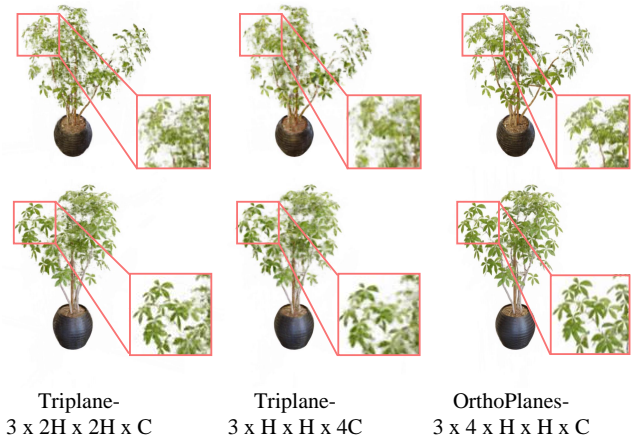 Triplane-
3 x 2H x 2H x C
Triplane-
3 x H x H x 4C
OrthoPlanes-
3 x 4 x H x H x C